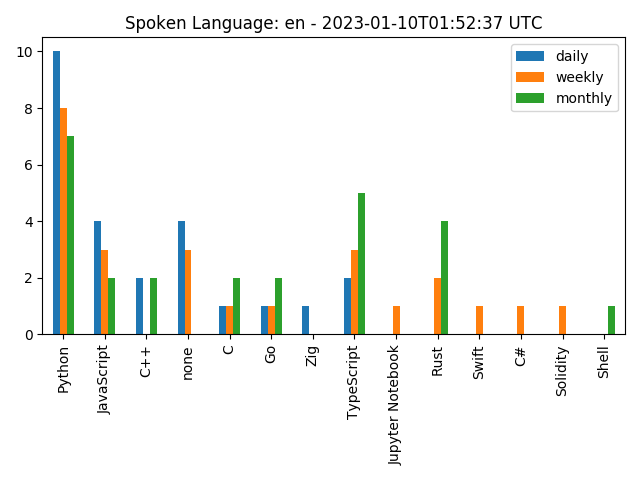 Spoken Language: en - 2023-01-10T01:52:37 UTC
daily
weekly
monthly
10
8
6
4
2
0
Python
JavaScript
C++
none
C
Go
Zig
TypeScript
Jupyter Notebook
Rust
Swift
C#
Solidity
Shell